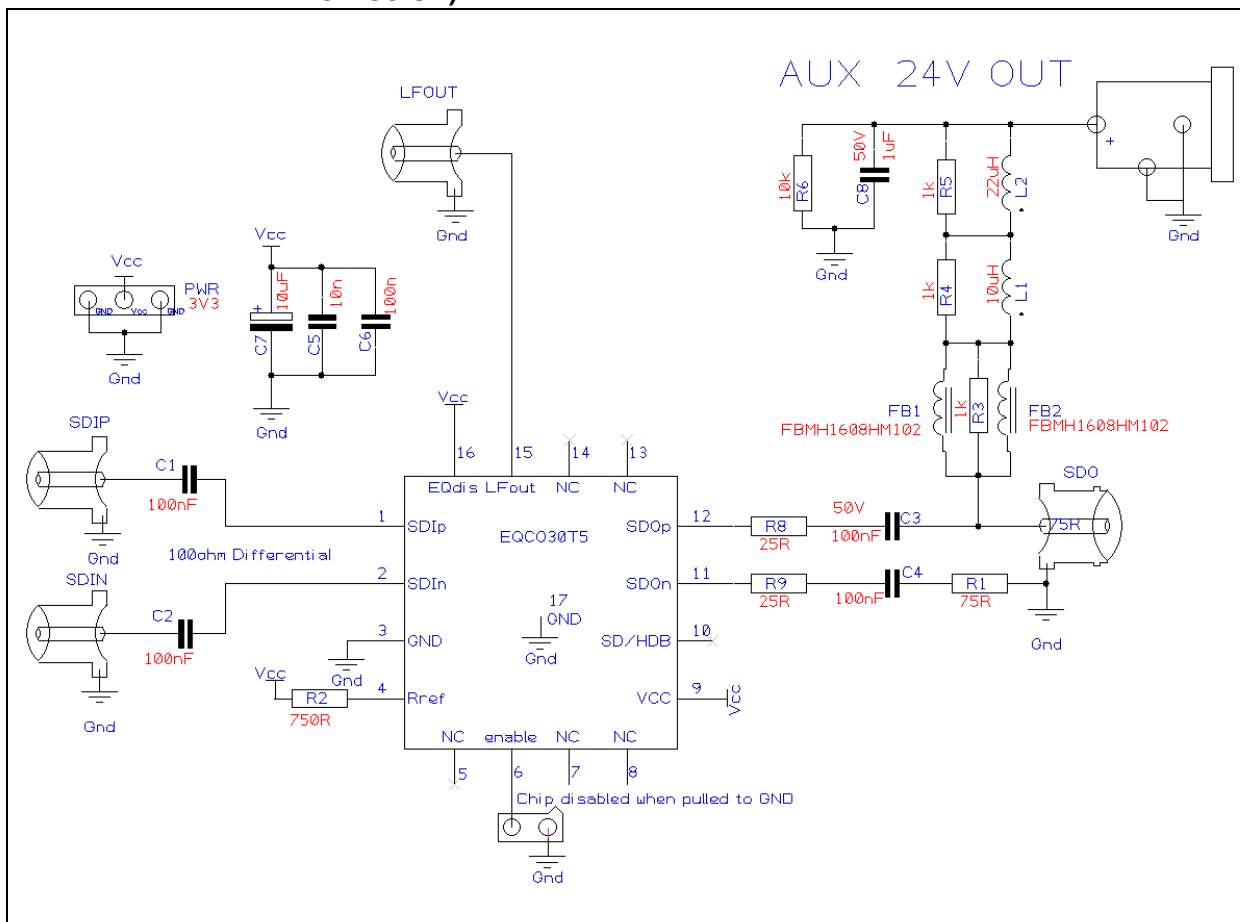 AUX 24V OUT
LFOUT
Gnd
50V
1uF
C8
10k
R6
Gnd
1k
R5
22uH
L2
+
Gnd
1k
R4
10uH
L1
FB1
FBMH1608HM102
1k
R3
FB2
FBMH1608HM102
Vcc
PWR
3V3
GND
Vcc
GND
Gnd
Vcc
+
10uF
C7
10n
C5
100n
C6
Gnd
SDIP
C1
100nF
Gnd
100ohm Differential
SDIN
C2
100nF
Gnd
Vcc
16
15
14
13
EQdis
LFout
NC
NC
1
SDIp
2
SDIn
3
GND
Gnd
Vcc
R2
750R
4
Rref
EQCO30T5
17
GND
Gnd
SDOp
12
SDOn
11
SD/HDB
10
VCC
9
Vcc
NC
enable
NC
NC
5
6
7
8
Chip disabled when pulled to GND
Gnd
R8
25R
50V
C3
100nF
R9
25R
C4
100nF
R1
75R
SDO
75R
Gnd